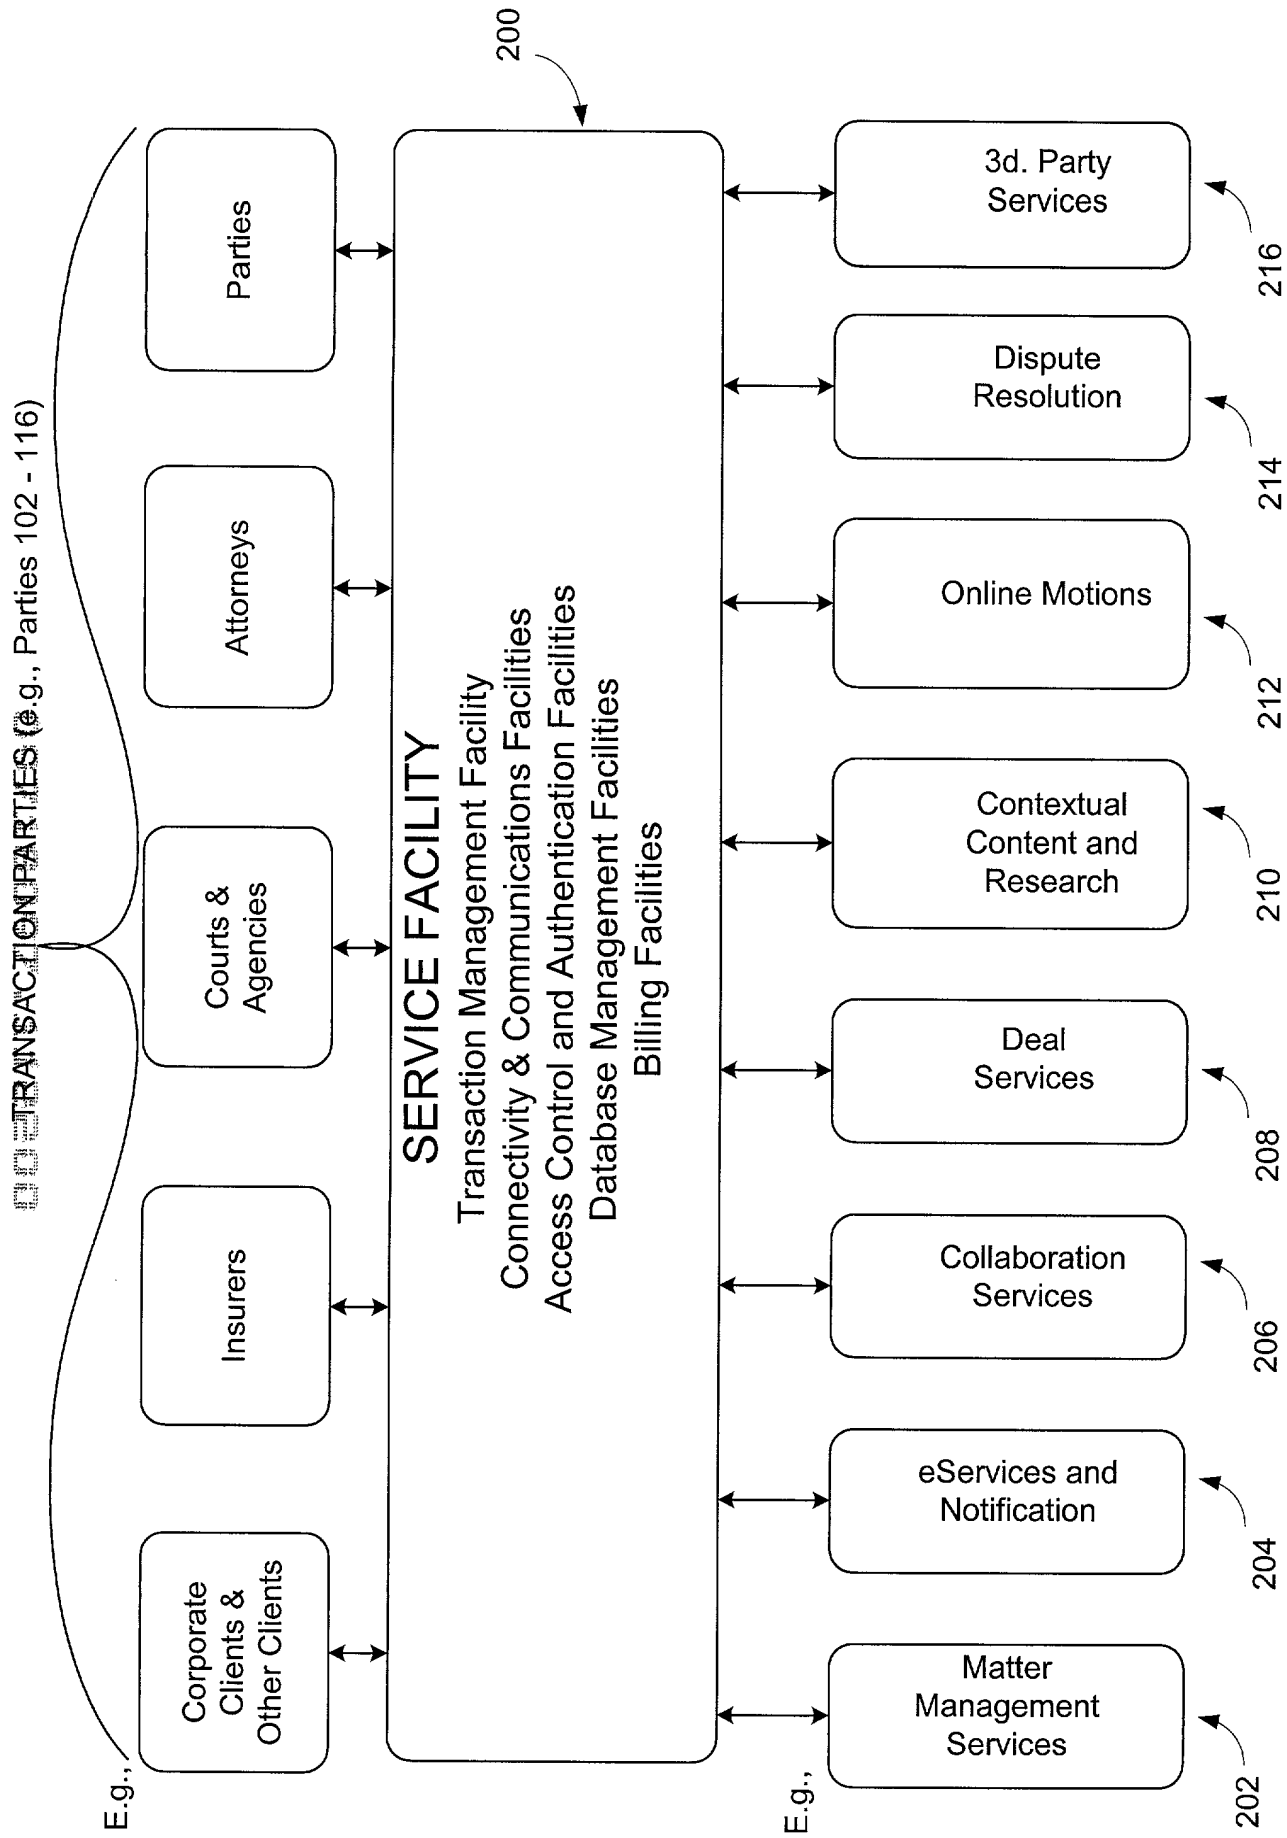 TRANSACTION PARTIES (e.g., Parties 102 - 116)
E.g.,
Corporate
Clients &
Other Clients
Insurers
Courts &
Agencies
Attorneys
Parties
SERVICE FACILITY
Transaction Management Facility
Connectivity & Communications Facilities
Access Control and Authentication Facilities
Database Management Facilities
Billing Facilities
200
E.g.,
Matter
Management
Services
eServices and
Notification
Collaboration
Services
Deal
Services
Contextual
Content and
Research
Online Motions
Dispute
Resolution
3d. Party
Services
202
204
206
208
210
212
214
216